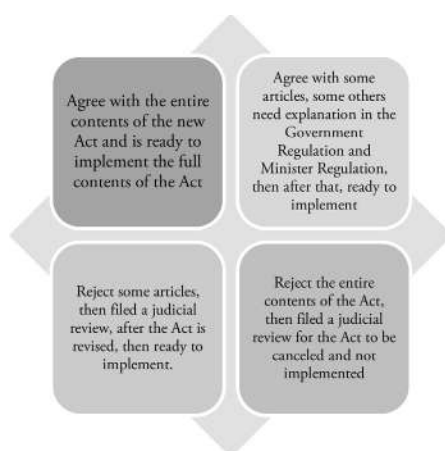 Agree with the entire
contents of the new
Act and is ready to
implement the full
contents of the Act
Agree with some
articles, some others
need explanation in the
Government
Regulation and
Minister Regulation,
then after that, ready to
implement
Reject some articles,
then filed a judicial
review, after the Act is
revised, then ready to
implement.
Reject the entire
contents of the Act,
then filed a judicial
review for the Act to be
canceled and not
implemented